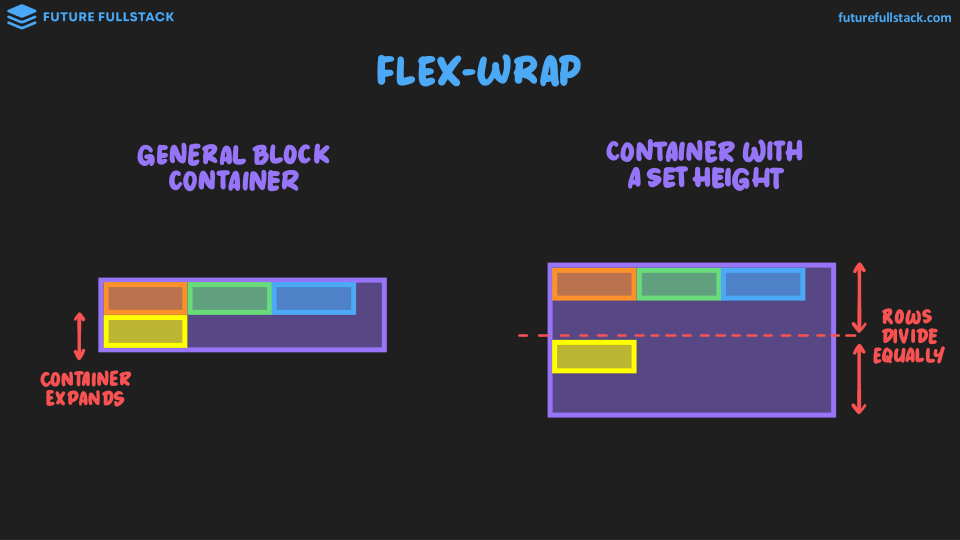 FUTURE FULLSTACK
futurefullstack.com
FLEX-WRAP
GENERAL BLOCK
CONTAINER
CONTAINER WITH
A SET HEIGHT
CONTAINER
EXPANDS
ROWS
DIVIDE
EQUALLY